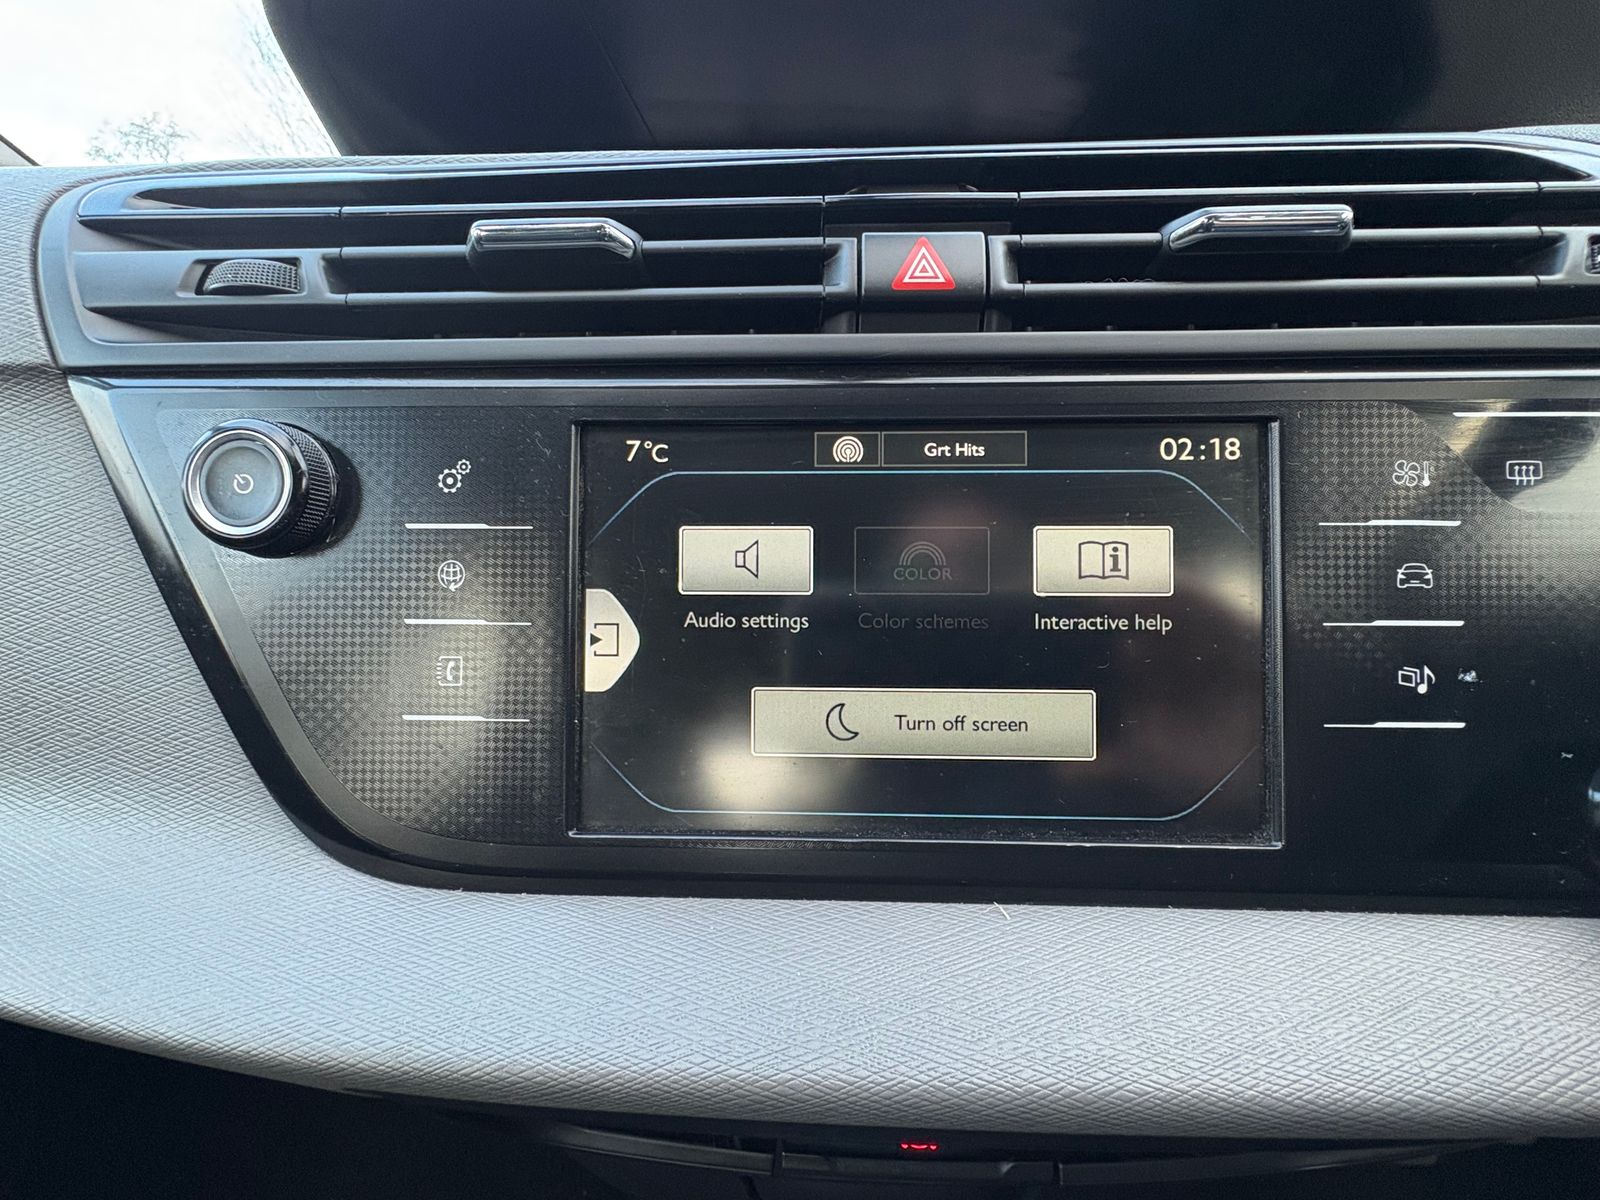 7°C
Grt Hits
02:18
COLOR
Audio settings
Color schemes
Interactive help
Turn off screen